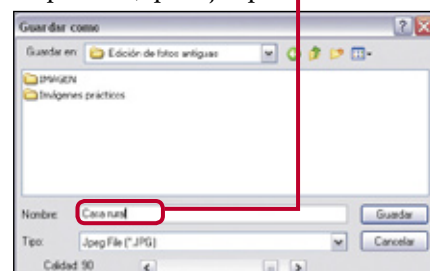 Guardar como
Guardar en: Edición de fotos antiguas
IMAGEN
Imágenes prácticos
Nombre: Casa rural Guardar
Tipo: Jpeg File (*.JPG) Cancelar
Calidad: 90